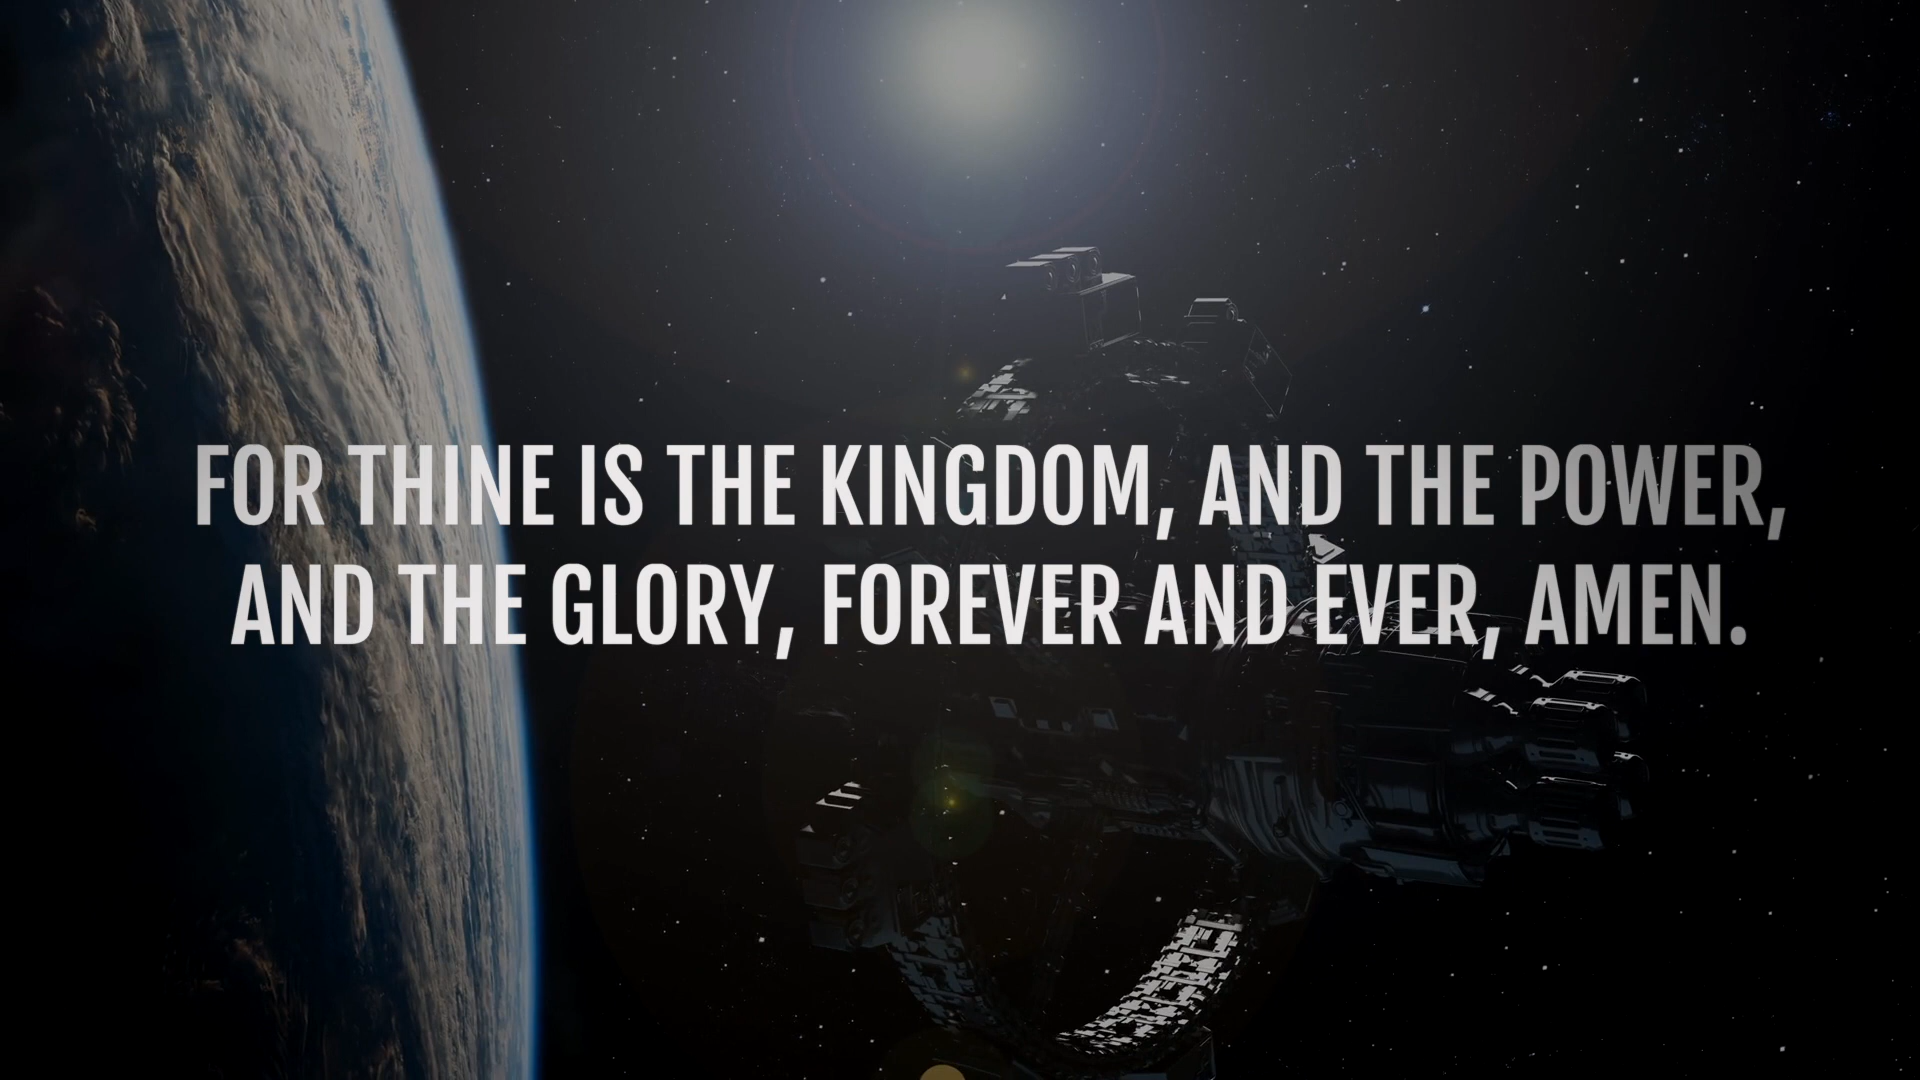 FOR THINE IS THE KINGDOM, AND THE POWER,
AND THE GLORY, FOREVER AND EVER, AMEN.